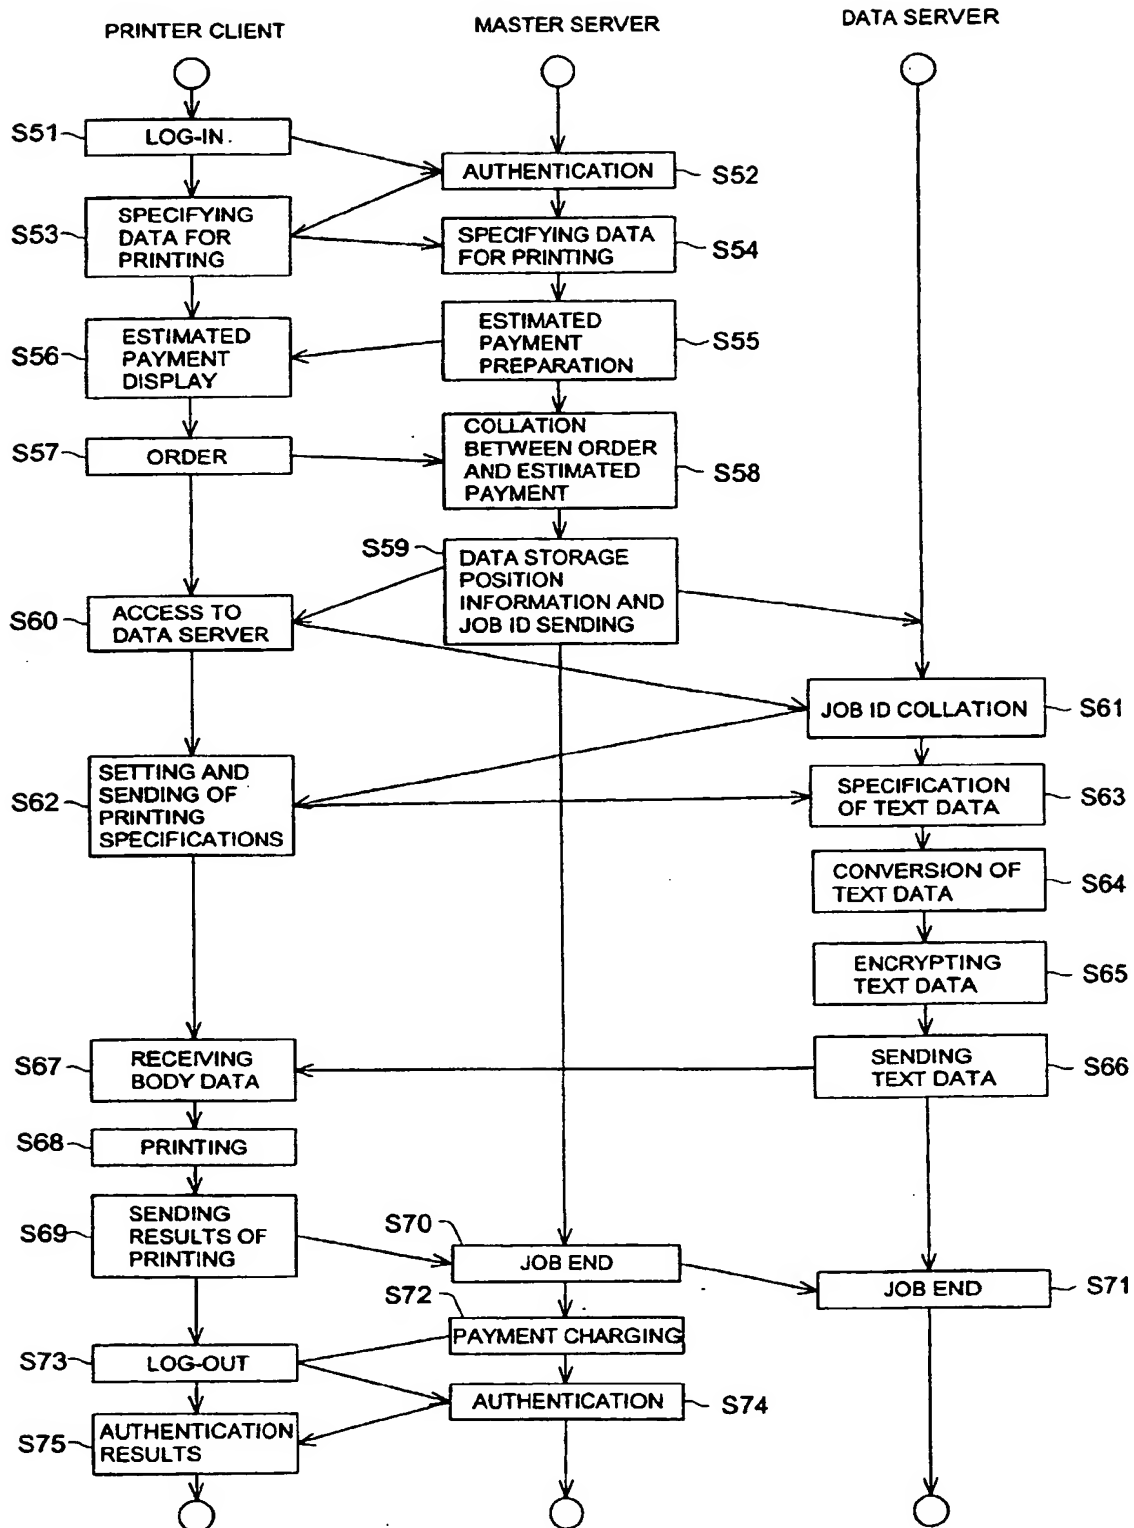 PRINTER CLIENT
MASTER SERVER
DATA SERVER
S51
LOG-IN
AUTHENTICATION
S52
S53
SPECIFYING
DATA FOR
PRINTING
SPECIFYING DATA
FOR PRINTING
S54
S56
ESTIMATED
PAYMENT
DISPLAY
ESTIMATED
PAYMENT
PREPARATION
S55
S57
ORDER
COLLATION
BETWEEN ORDER
AND ESTIMATED
PAYMENT
S58
S59
DATA STORAGE
POSITION
INFORMATION AND
JOB ID SENDING
S60
ACCESS TO
DATA SERVER
JOB ID COLLATION
S61
S62
SETTING AND
SENDING OF
PRINTING
SPECIFICATIONS
SPECIFICATION
OF TEXT DATA
S63
CONVERSION OF
TEXT DATA
S64
ENCRYPTING
TEXT DATA
S65
S67
RECEIVING
BODY DATA
SENDING
TEXT DATA
S66
S68
PRINTING
S69
SENDING
RESULTS OF
PRINTING
S70
JOB END
JOB END
S71
S72
PAYMENT CHARGING
S73
LOG-OUT
AUTHENTICATION
S74
S75
AUTHENTICATION
RESULTS